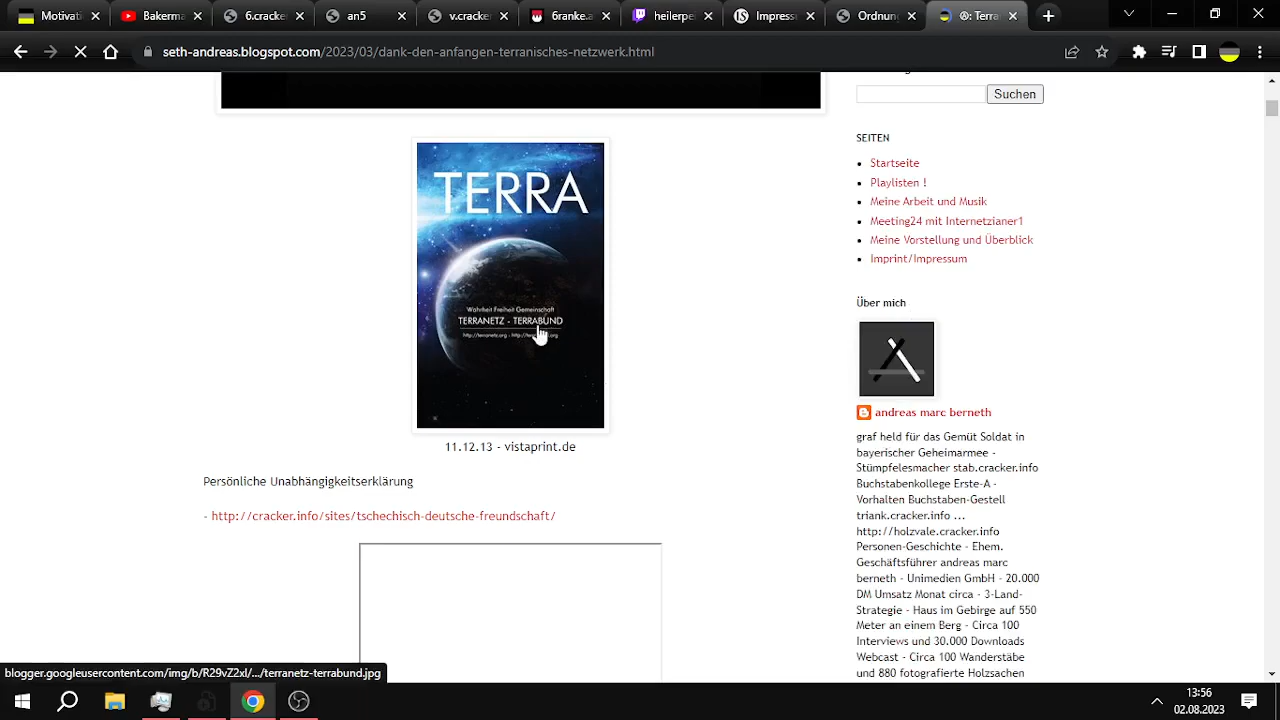 Motivati
Bakerma
6.cracker
an5
v.cracker
6ranke.a
heilerpel
Impress
Ordnun
@: Terra
seth-andreas.blogspot.com/2023/03/dank-den-anfangen-terranisches-netzwerk.html
TERRA
Wahrheit Freiheit Gemeinschaft
TERRANETZ - TERRABUND
11.12.13 - vistaprint.de
Persönliche Unabhängigkeitserklärung
- http://cracker.info/sites/tschechisch-deutsche-freundschaft/
Suchen
SEITEN
Startseite
Playlisten !
Meine Arbeit und Musik
Meeting24 mit Internetzianer1
Meine Vorstellung und Überblick
Imprint/Impressum
Über mich
andreas marc berneth
graf held für das Gemüt Soldat in
bayerischer Geheimarmee -
Stümpfelesmacher stab.cracker.info
Buchstabenkollege Erste-A -
Vorhalten Buchstaben-Gestell
triank.cracker.info ...
http://holzvale.cracker.info
Personen-Geschichte - Ehem.
Geschäftsführer andreas marc
berneth - Unimedien GmbH - 20.000
DM Umsatz Monat circa - 3-Land-
Strategie - Haus im Gebirge auf 550
Meter an einem Berg - Circa 100
Interviews und 30.000 Downloads
Webcast - Circa 100 Wanderstäbe
und 880 fotografierte Holzsachen
blogger.googleusercontent.com/img/b/R29vZ2xl/.../terranetz-terrabund.jpg
13:56
02.08.2023